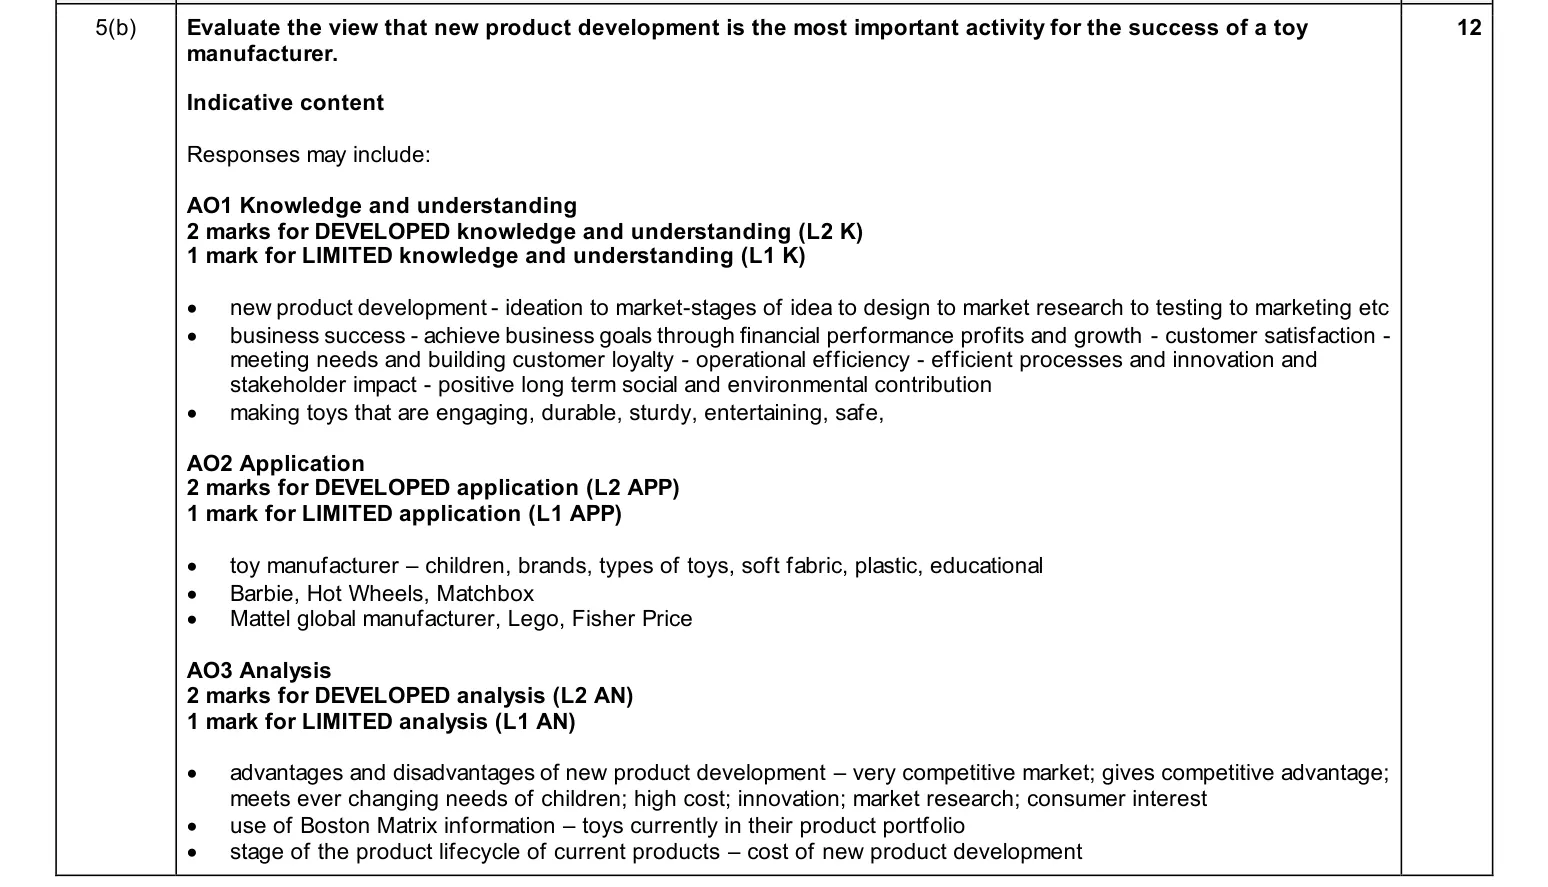 5(b)
Evaluate the view that new product development is the most important activity for the success of a toy
manufacturer.
12
Indicative content
Responses may include:
AO1 Knowledge and understanding
2 marks for DEVELOPED knowledge and understanding (L2 K)
1 mark for LIMITED knowledge and understanding (L1 K)
• new product development - ideation to market-stages of idea to design to market research to testing to marketing etc
• business success - achieve business goals through financial performance profits and growth - customer satisfaction -
meeting needs and building customer loyalty - operational efficiency - efficient processes and innovation and
stakeholder impact - positive long term social and environmental contribution
• making toys that are engaging, durable, sturdy, entertaining, safe,
AO2 Application
2 marks for DEVELOPED application (L2 APP)
1 mark for LIMITED application (L1 APP)
• toy manufacturer – children, brands, types of toys, soft fabric, plastic, educational
• Barbie, Hot Wheels, Matchbox
• Mattel global manufacturer, Lego, Fisher Price
AO3 Analysis
2 marks for DEVELOPED analysis (L2 AN)
1 mark for LIMITED analysis (L1 AN)
• advantages and disadvantages of new product development – very competitive market; gives competitive advantage;
meets ever changing needs of children; high cost; innovation; market research; consumer interest
• use of Boston Matrix information – toys currently in their product portfolio
• stage of the product lifecycle of current products – cost of new product development